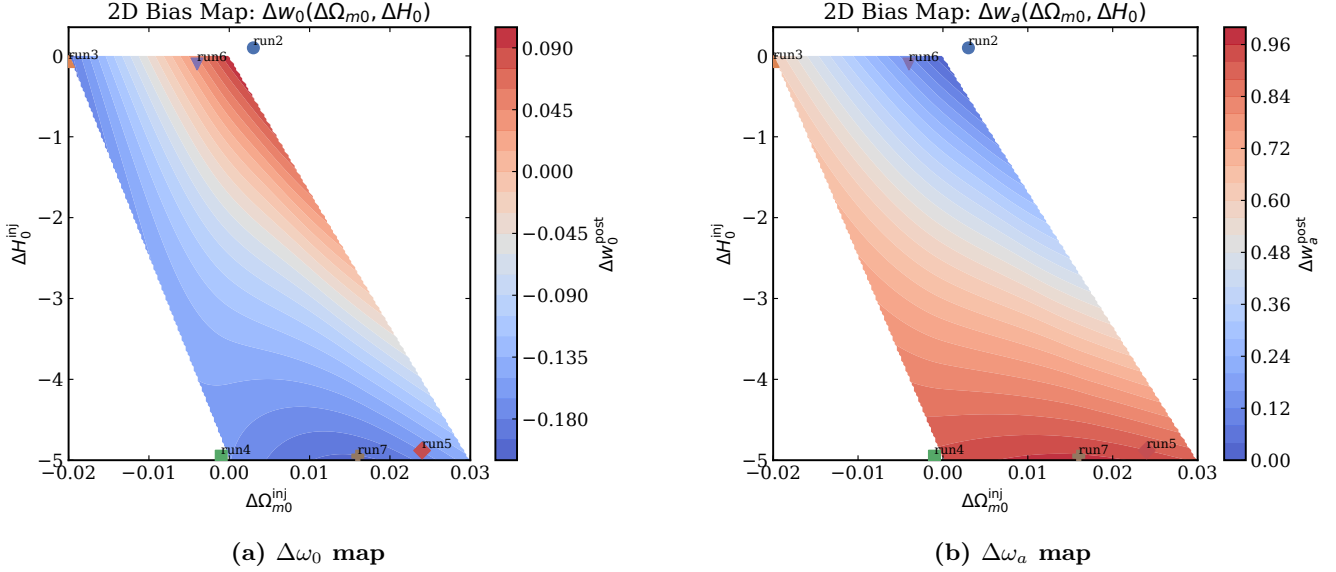 2D Bias Map: Δw₀(ΔΩₘ₀, ΔH₀)
0
−1
−2
−3
−4
−5
ΔH₀ⁱⁿʲ
run3
run6
run2
run4
run7
run5
−0.02
−0.01
0.00
0.01
0.02
0.03
ΔΩₘ₀ⁱⁿʲ
0.090
0.045
0.000
−0.045
−0.090
−0.135
−0.180
Δw₀ᵖᵒˢᵗ
(a) Δω₀ map
2D Bias Map: Δwₐ(ΔΩₘ₀, ΔH₀)
0
−1
−2
−3
−4
−5
ΔH₀ⁱⁿʲ
run3
run6
run2
run4
run7
run5
−0.02
−0.01
0.00
0.01
0.02
0.03
ΔΩₘ₀ⁱⁿʲ
0.96
0.84
0.72
0.60
0.48
0.36
0.24
0.12
0.00
Δwₐᵖᵒˢᵗ
(b) Δωₐ map